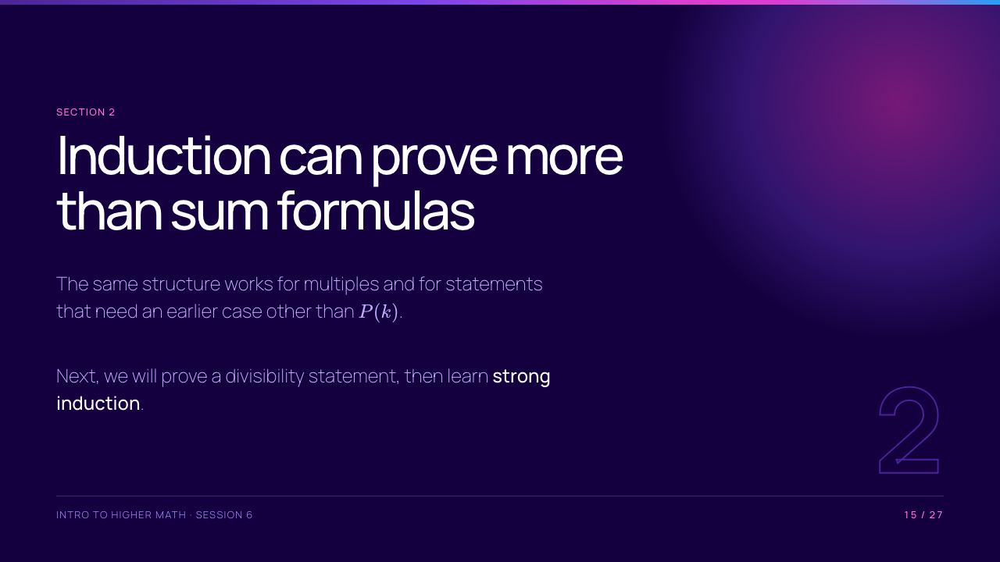 SECTION 2
Induction can prove more
than sum formulas
The same structure works for multiples and for statements
that need an earlier case other than P(k).
Next, we will prove a divisibility statement, then learn strong
induction.
2
INTRO TO HIGHER MATH · SESSION 6
15 / 27